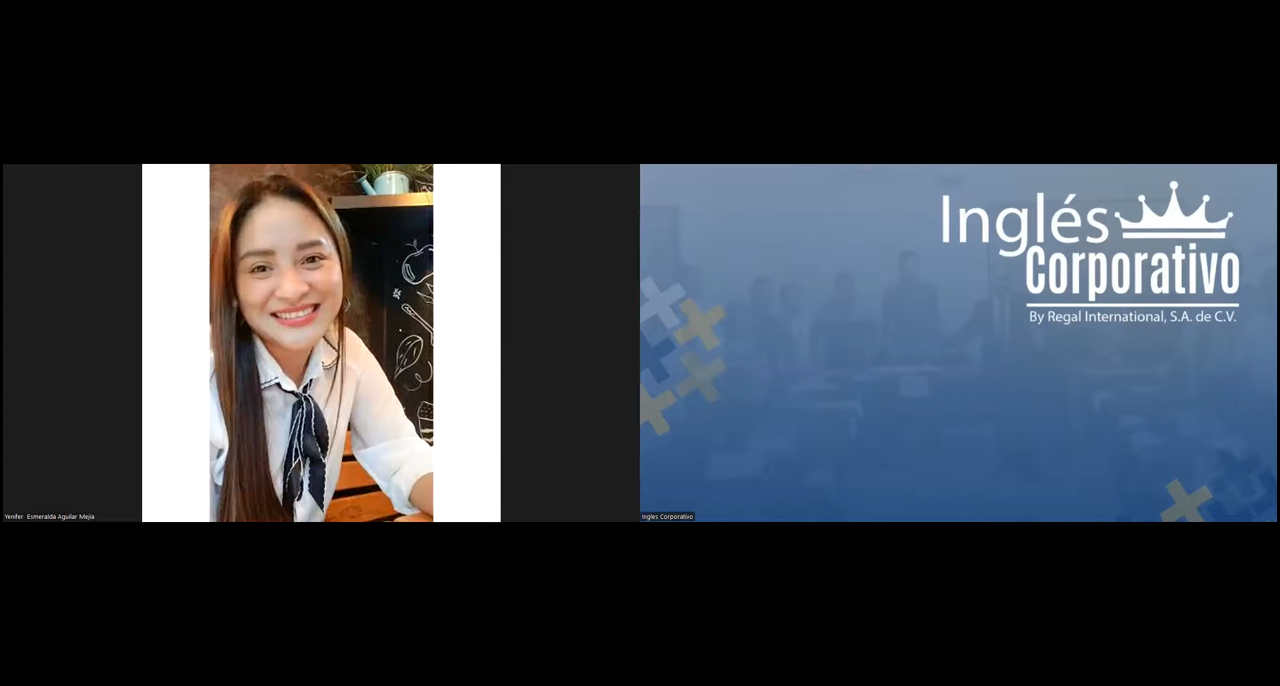 Inglés
Corporativo
By Regal International, S.A. de C.V.
Yenifer Esmeralda Aguilar Mejia
Ingles Corporativo